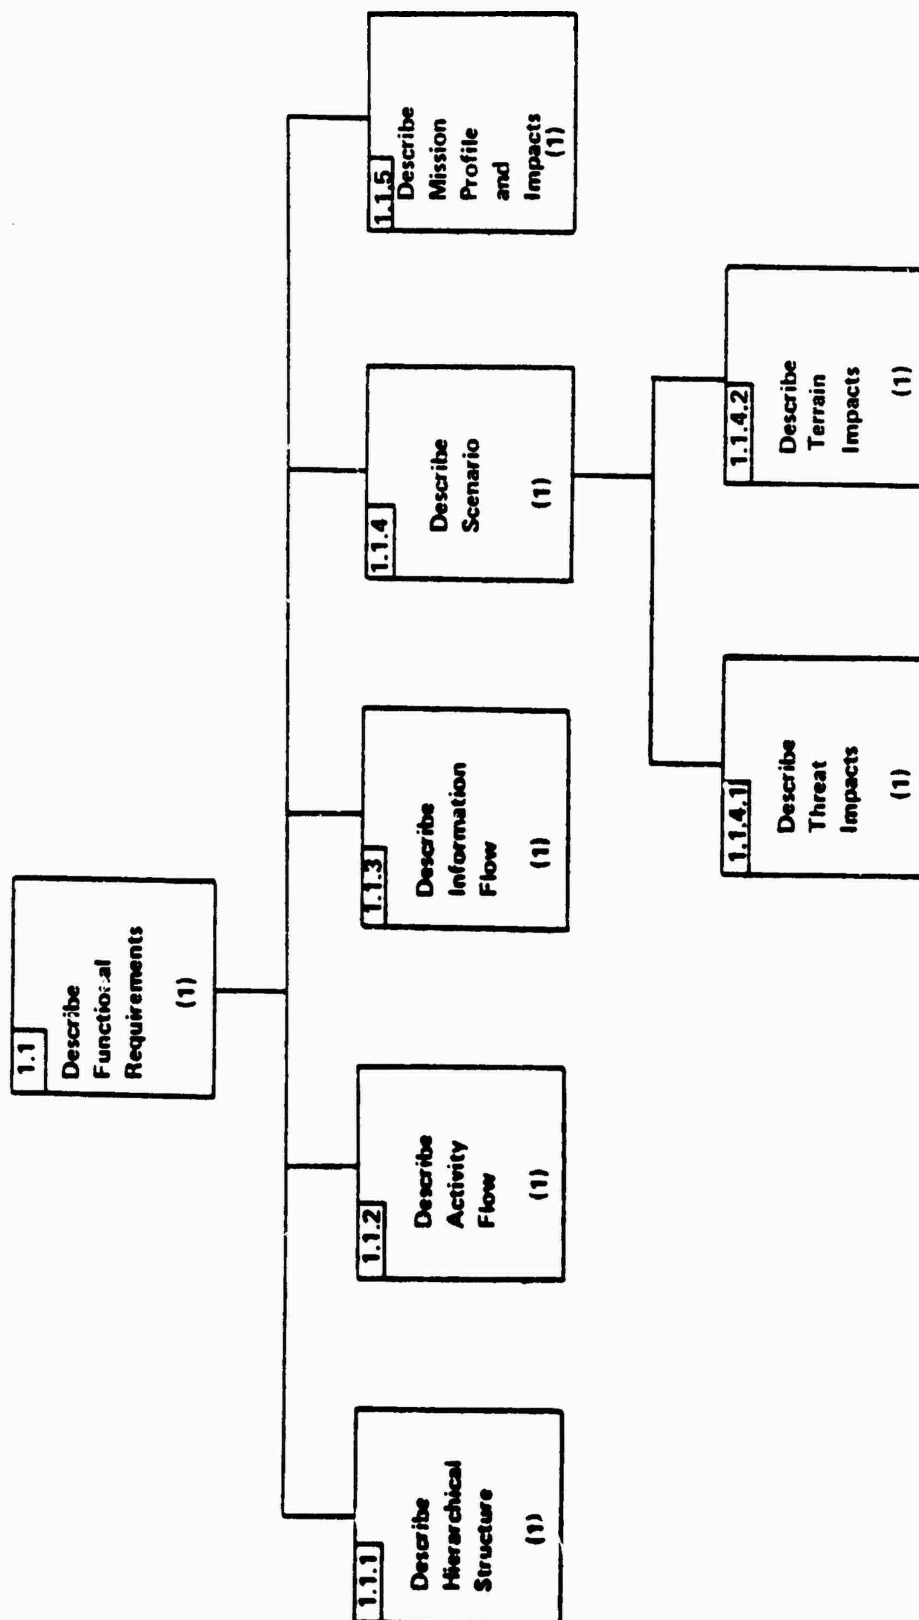 1.1
Describe
Functional
Requirements
(1)
1.1.1
Describe
Hierarchical
Structure
(1)
1.1.2
Describe
Activity
Flow
(1)
1.1.3
Describe
Information
Flow
(1)
1.1.4
Describe
Scenario
(1)
1.1.5
Describe
Mission
Profile
and
Impacts
(1)
1.1.4.1
Describe
Threat
Impacts
(1)
1.1.4.2
Describe
Terrain
Impacts
(1)